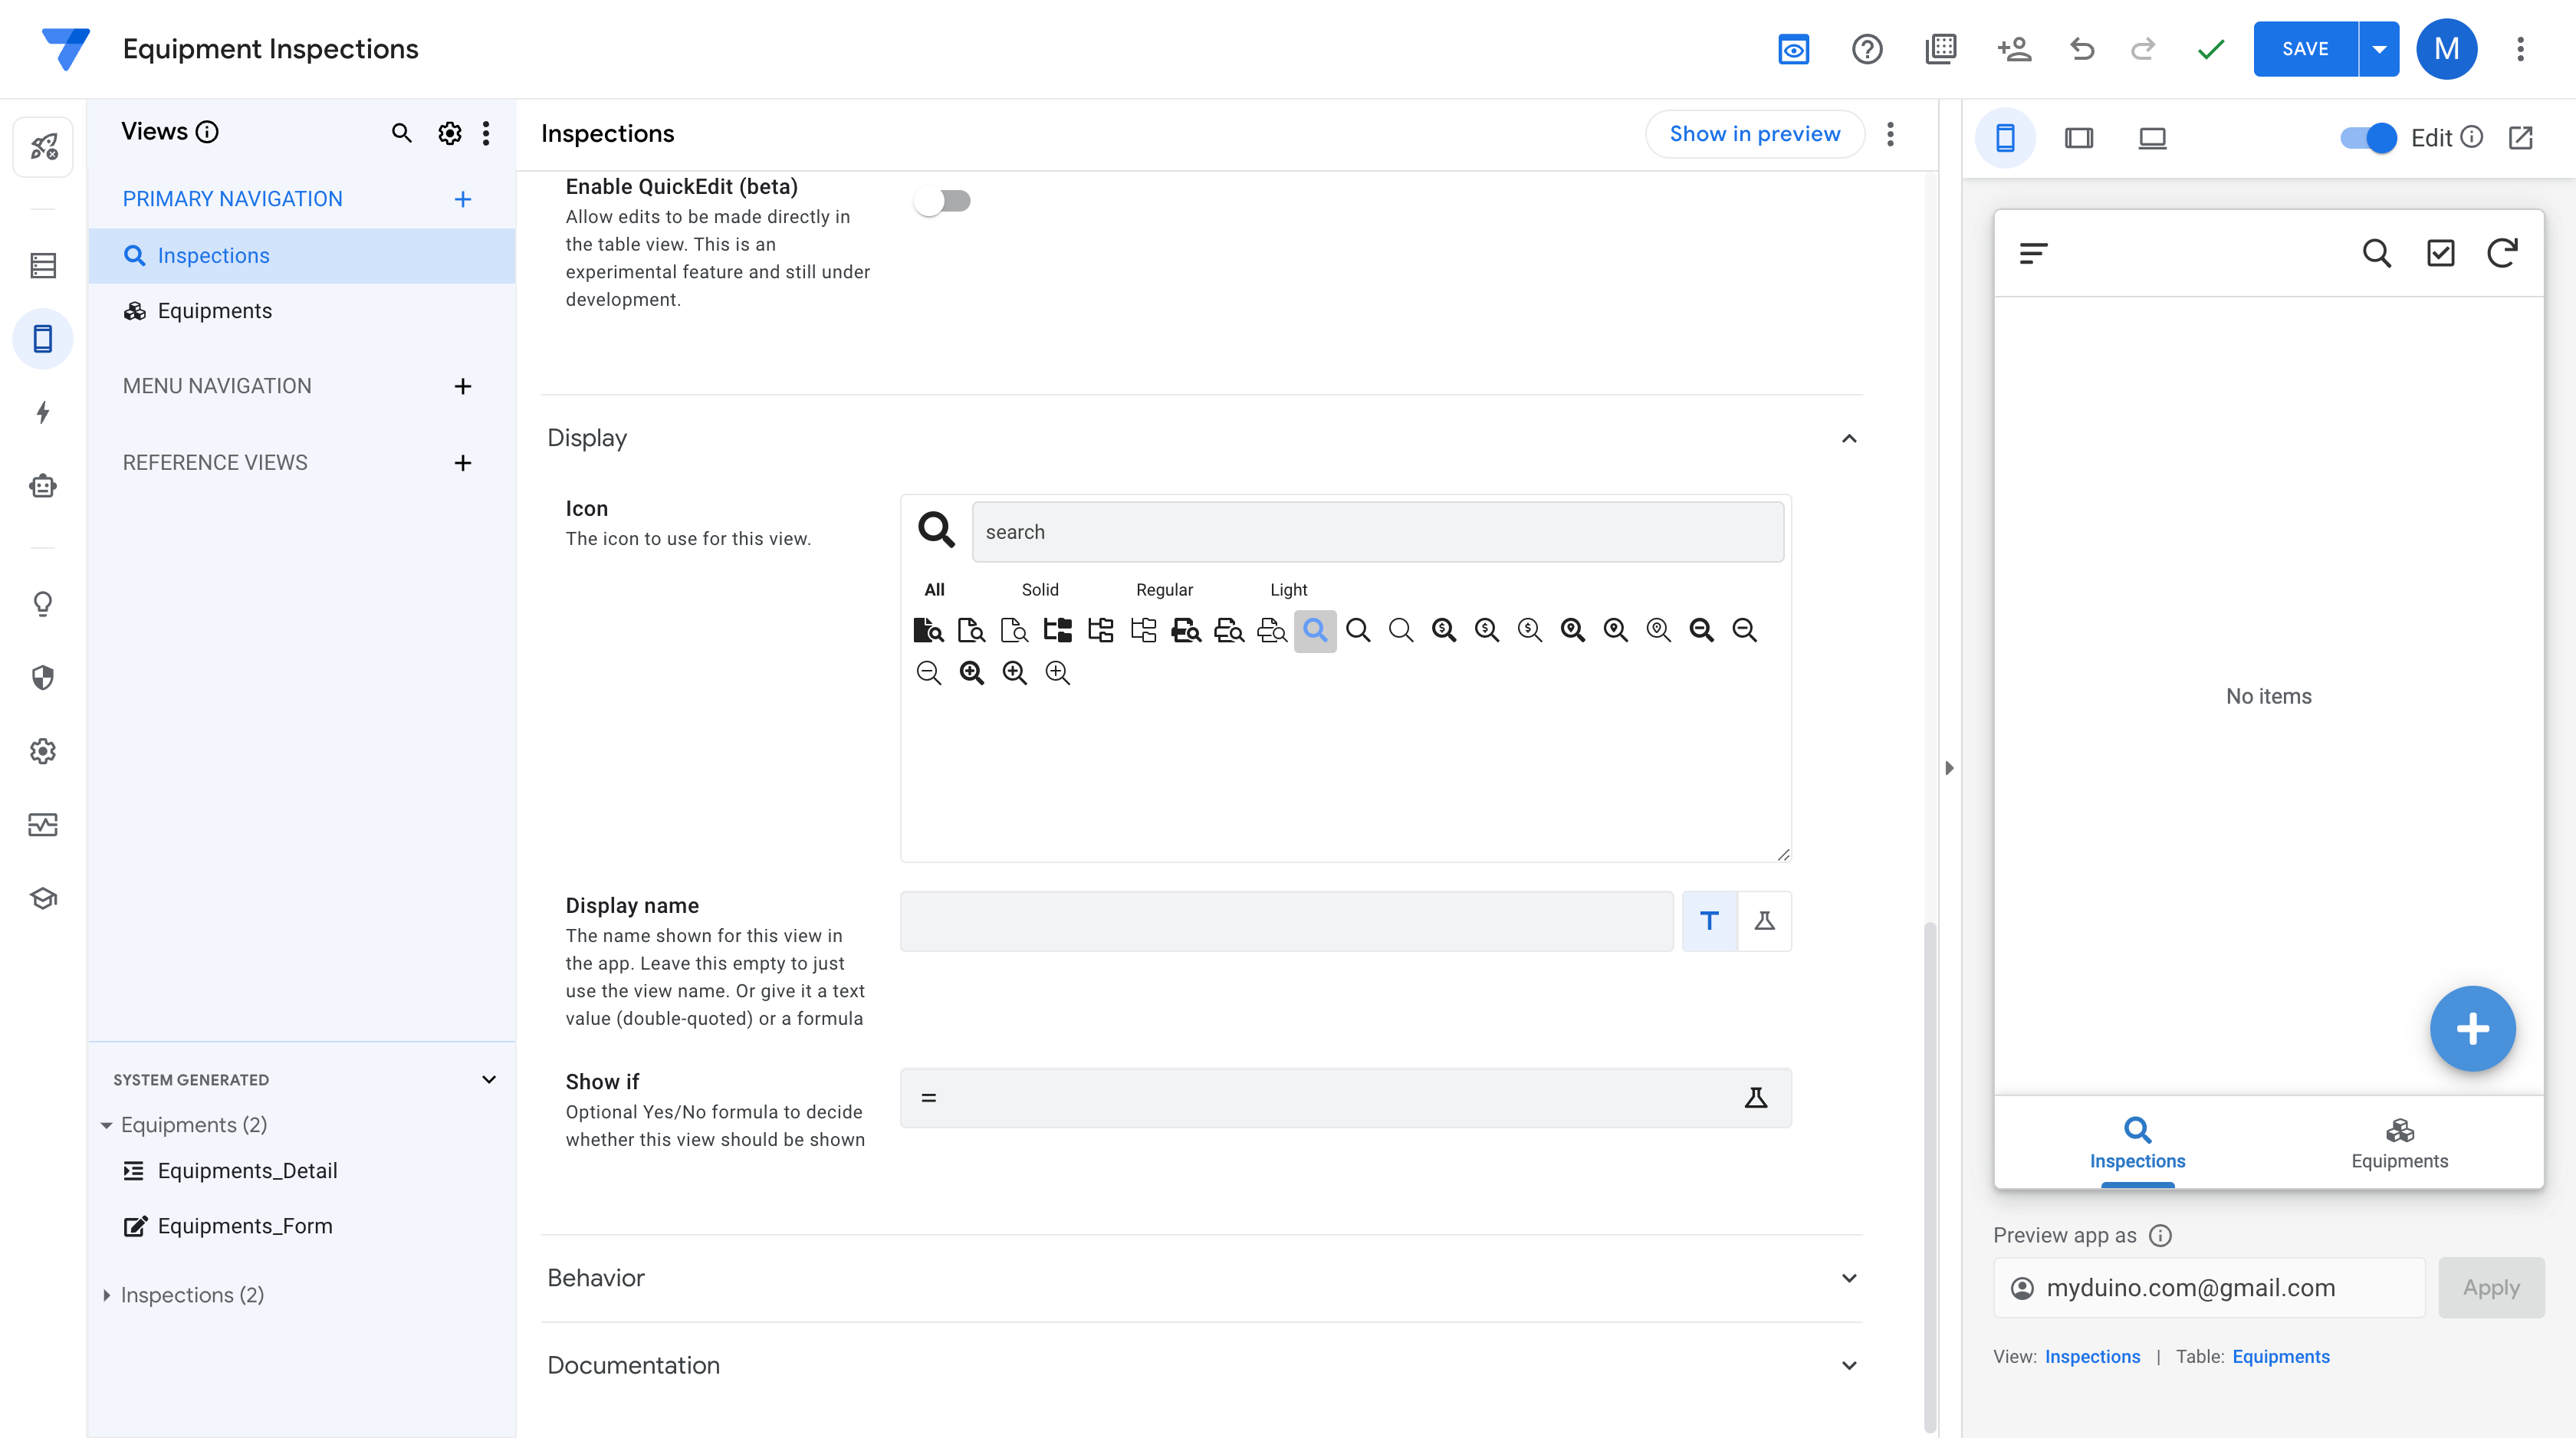 Equipment Inspections
SAVE
M
Views
PRIMARY NAVIGATION
Inspections
Equipments
MENU NAVIGATION
REFERENCE VIEWS
SYSTEM GENERATED
Equipments (2)
Equipments_Detail
Equipments_Form
Inspections (2)
Inspections
Show in preview
Enable QuickEdit (beta)
Allow edits to be made directly in
the table view. This is an
experimental feature and still under
development.
Display
Icon
The icon to use for this view.
search
All Solid Regular Light
Display name
The name shown for this view in
the app. Leave this empty to just
use the view name. Or give it a text
value (double-quoted) or a formula
T
Show if
Optional Yes/No formula to decide
whether this view should be shown
=
Behavior
Documentation
Edit
No items
Inspections
Equipments
Preview app as
myduino.com@gmail.com
Apply
View: Inspections | Table: Equipments